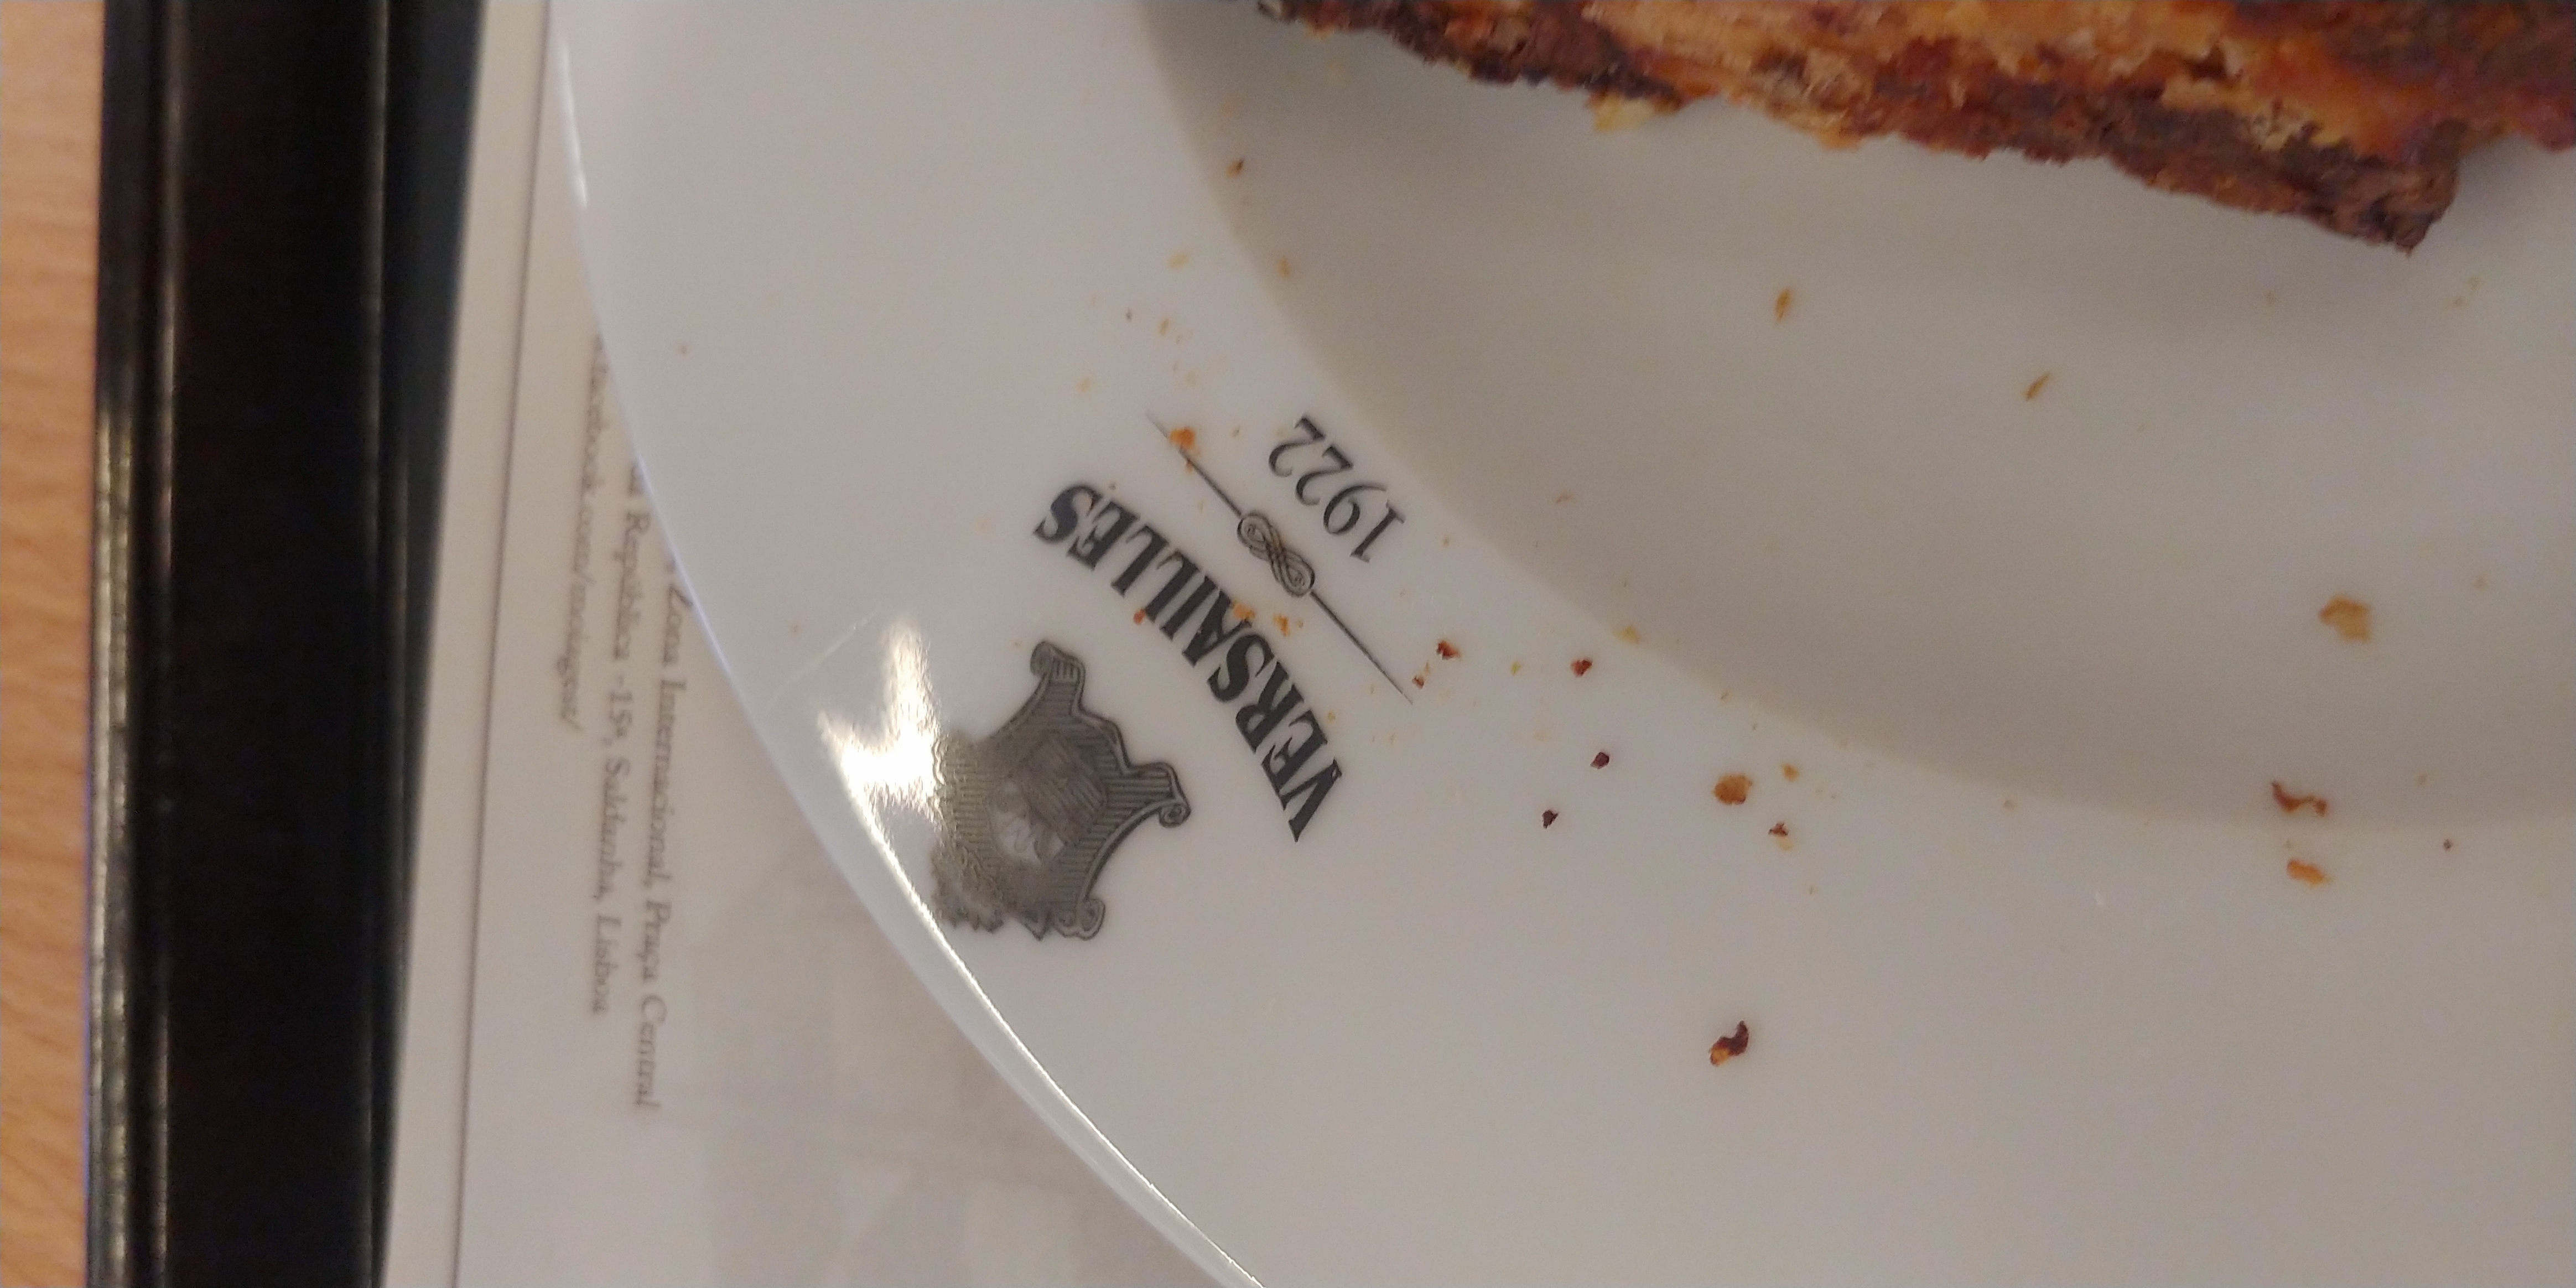 VERSAILLES
1922
Zona Internacional, Praça Central
República - 15ª, Saldanha, Lisboa